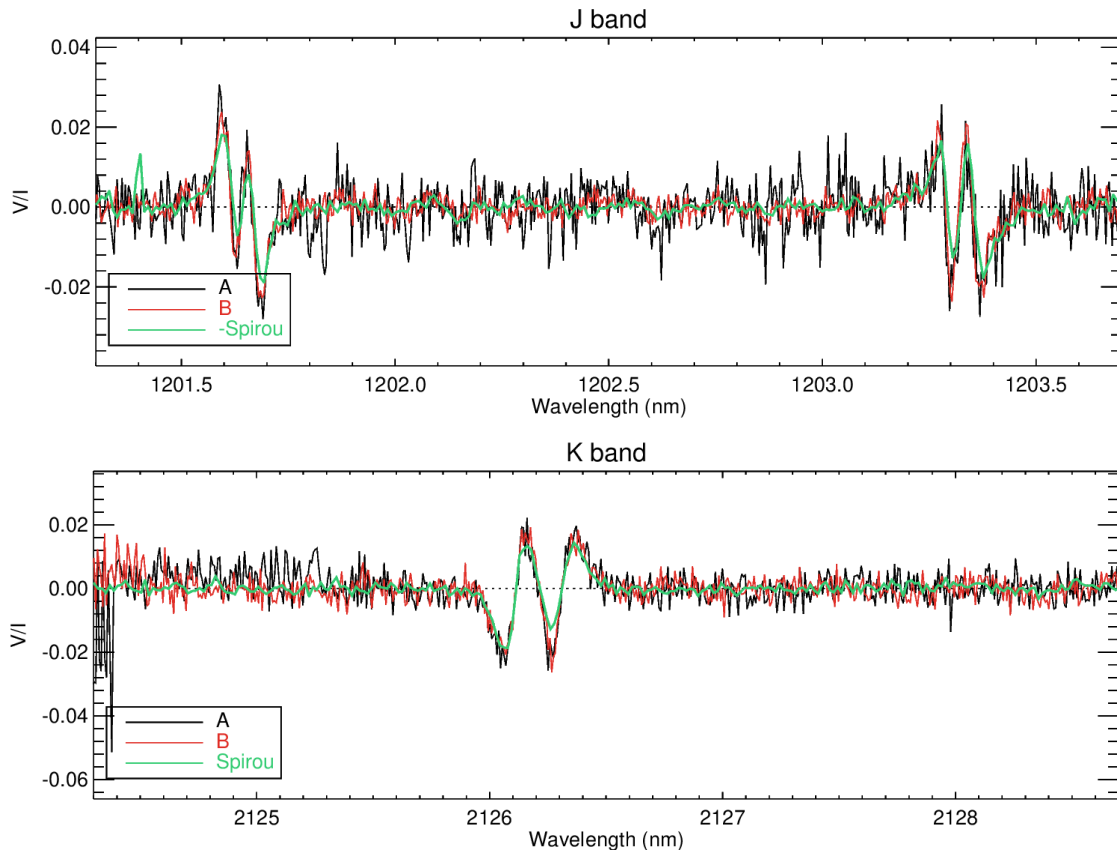 J band
0.04
0.02
0.00
-0.02
V/I
A
B
-Spirou
1201.5 1202.0 1202.5 1203.0 1203.5
Wavelength (nm)
K band
0.02
0.00
-0.02
-0.04
-0.06
V/I
A
B
Spirou
2125 2126 2127 2128
Wavelength (nm)